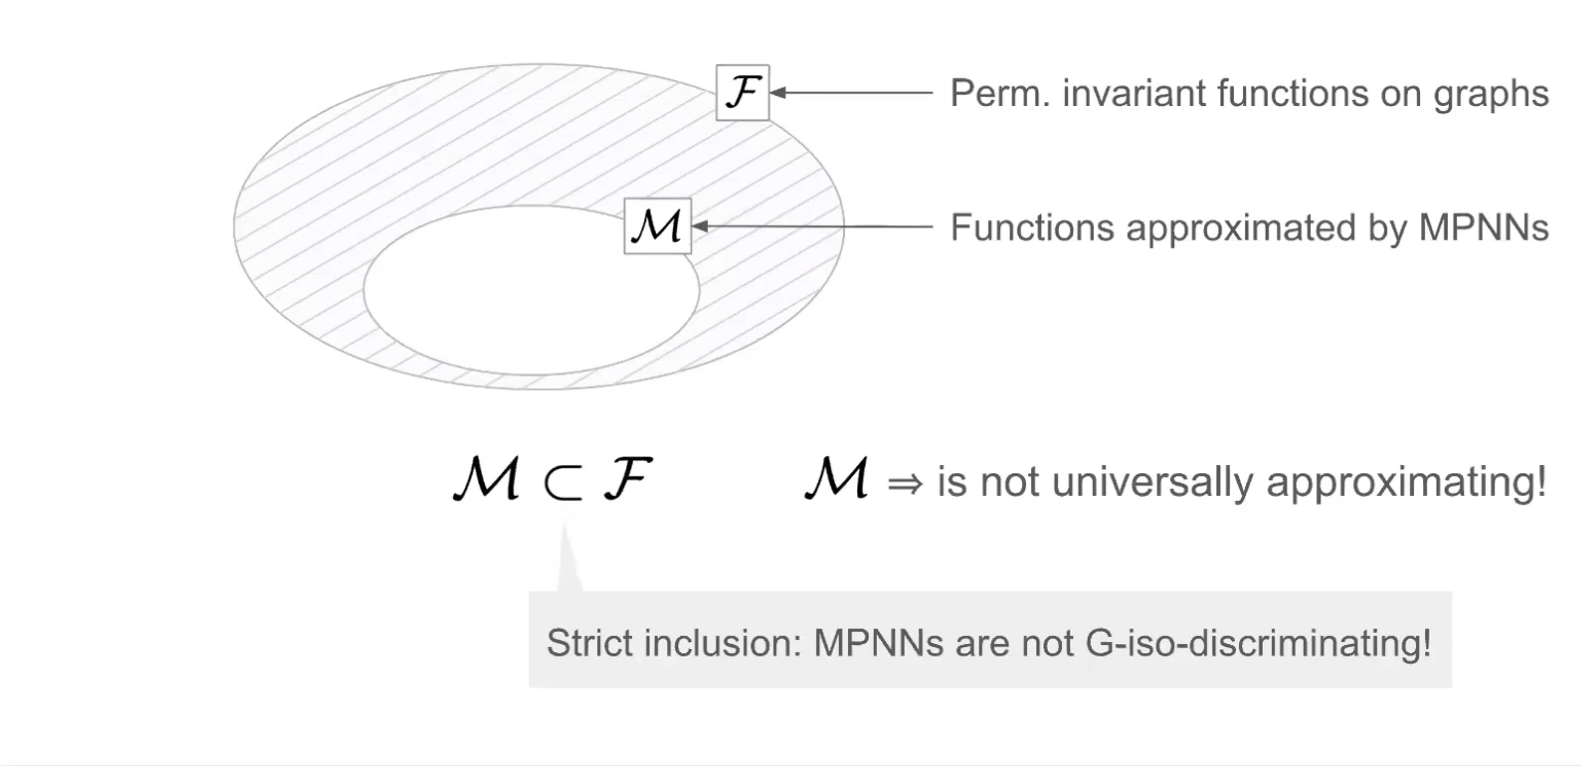 ℱ Perm. invariant functions on graphs
ℳ Functions approximated by MPNNs
ℳ ⊂ ℱ ℳ ⇒ is not universally approximating!
Strict inclusion: MPNNs are not G-iso-discriminating!